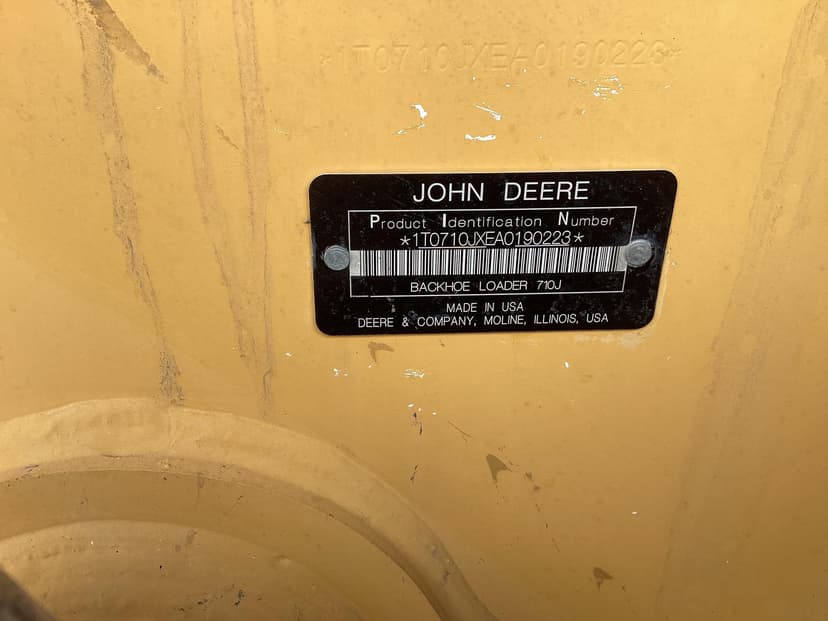 *1T0710JXEA0190223*
JOHN DEERE
Product Identification Number
*1T0710JXEA0190223*
BACKHOE LOADER 710J
MADE IN USA
DEERE & COMPANY, MOLINE, ILLINOIS, USA